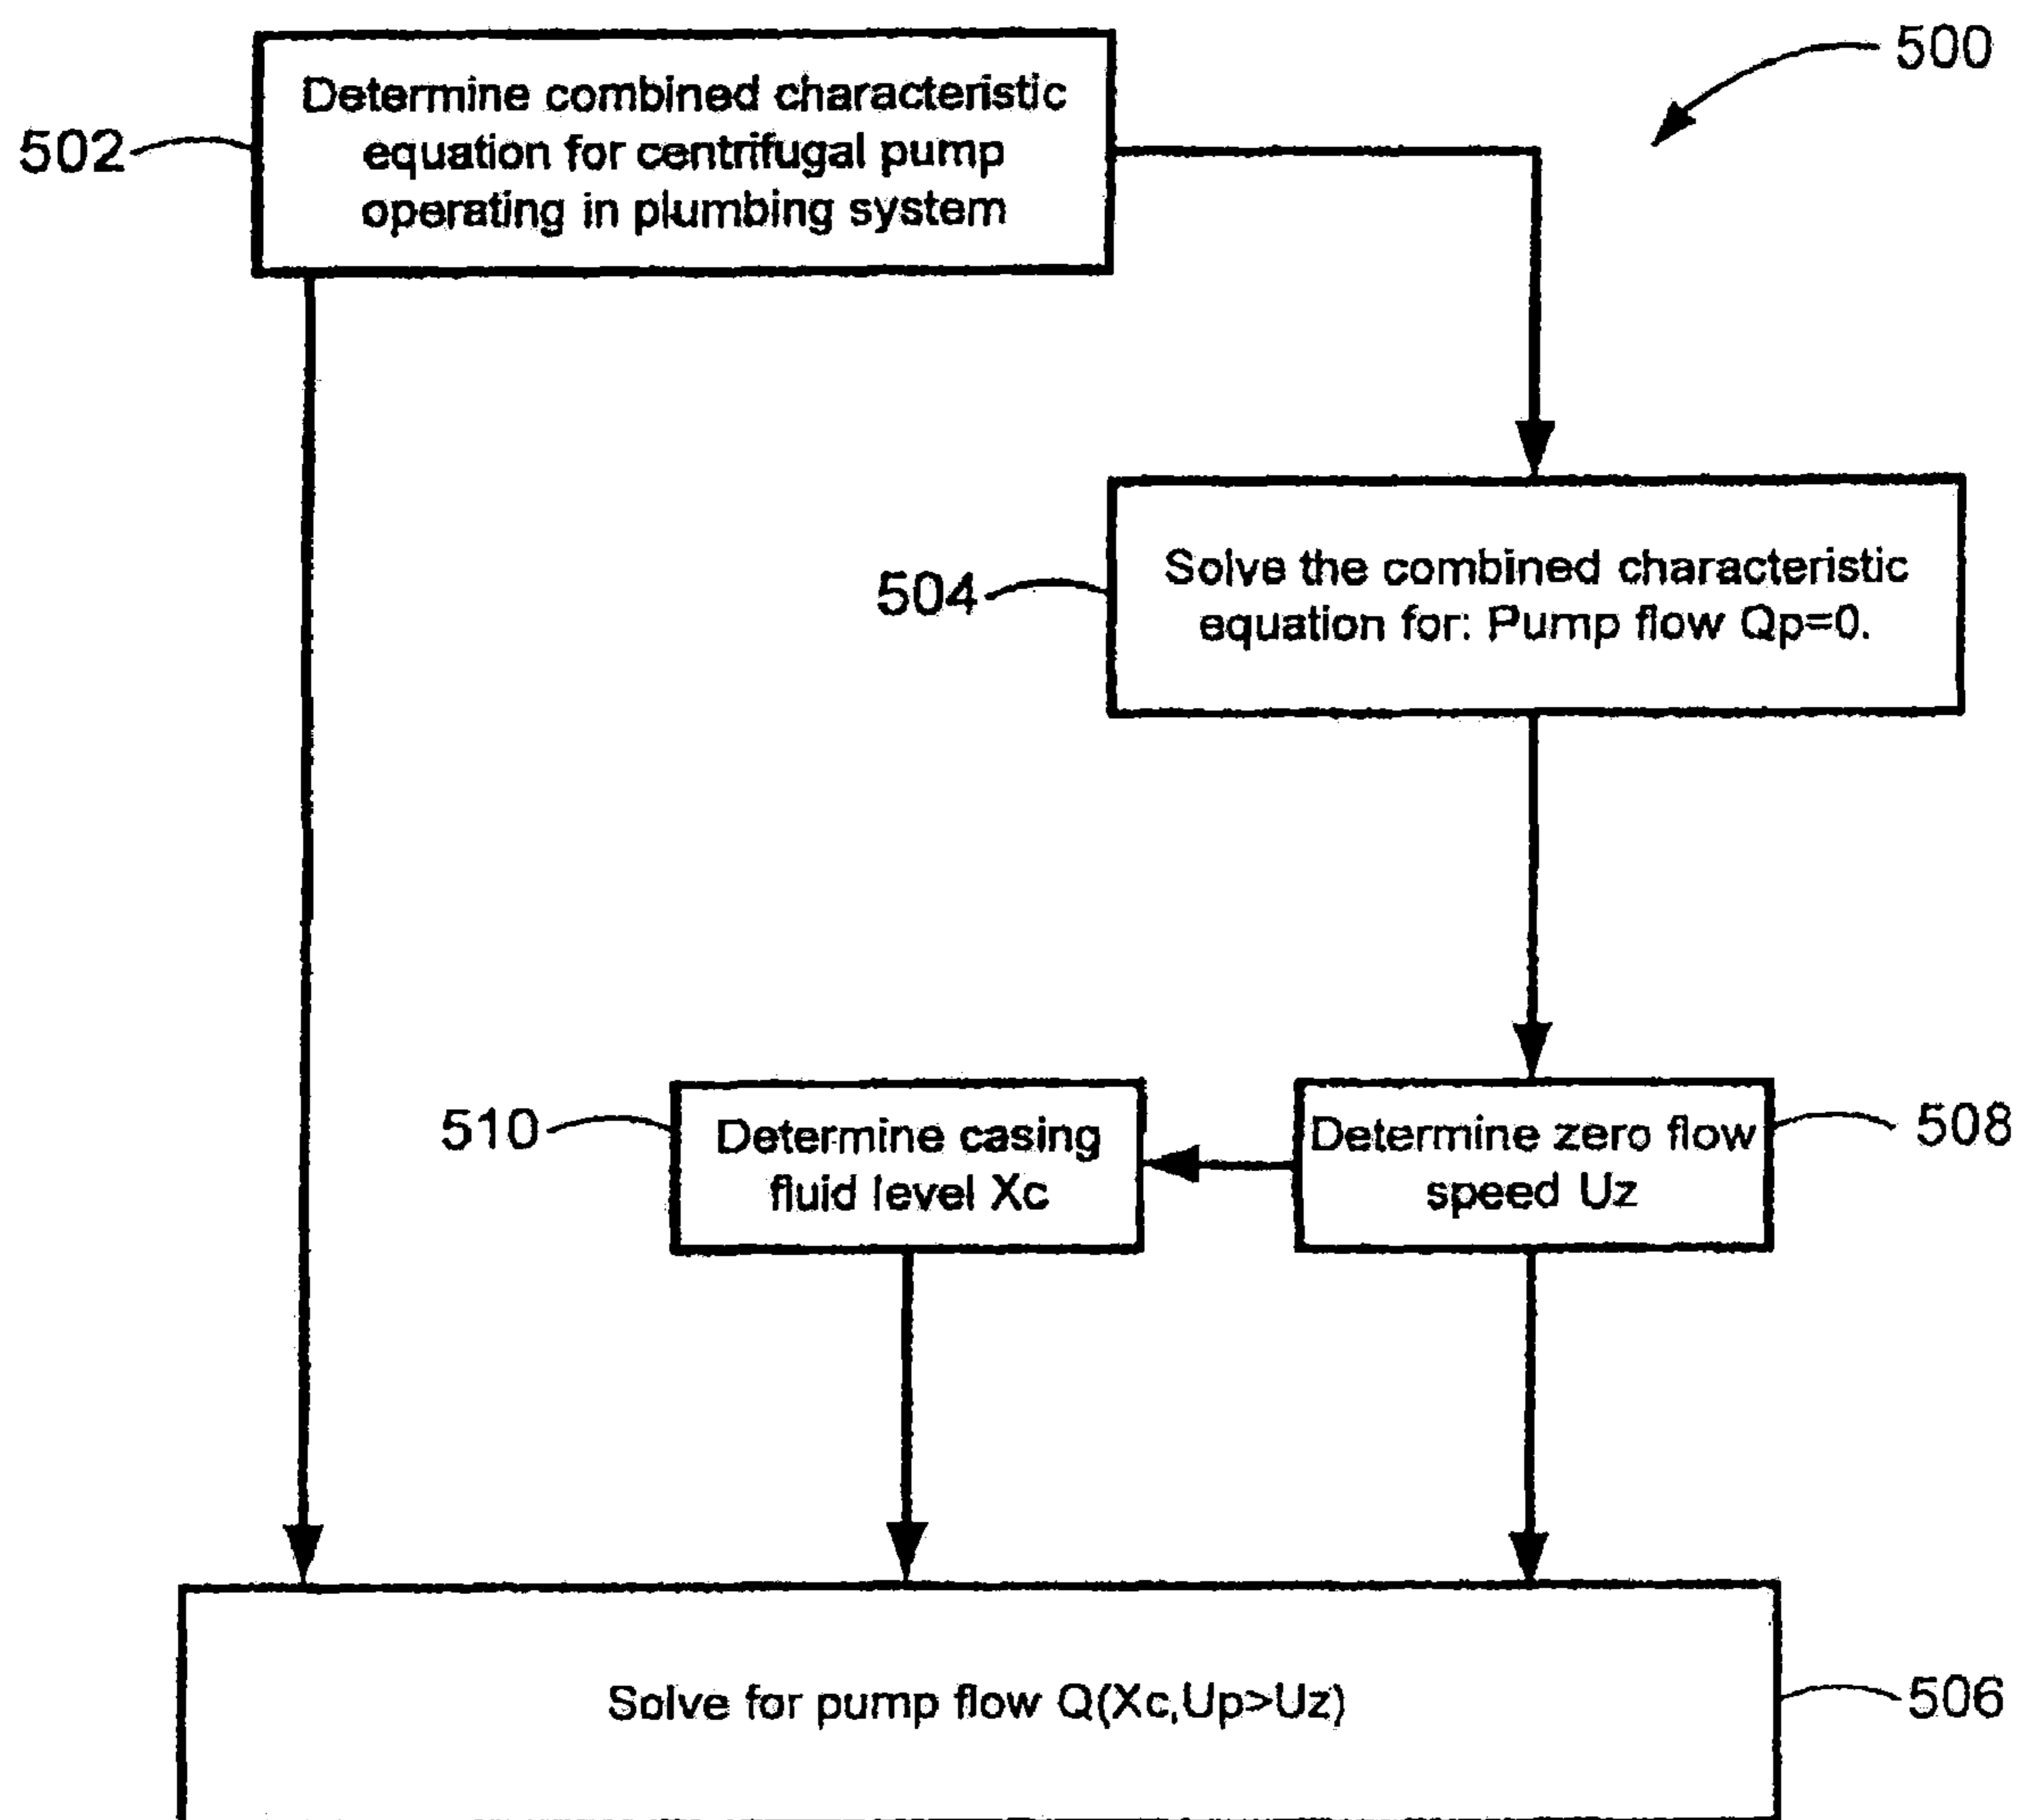 500
Determine combined characteristic
equation for centrifugal pump
operating in plumbing system
502
504
Solve the combined characteristic
equation for: Pump flow Qp=0.
510
Determine casing
fluid level Xc
Determine zero flow
speed Uz
508
Solve for pump flow Q(Xc,Up>Uz)
506